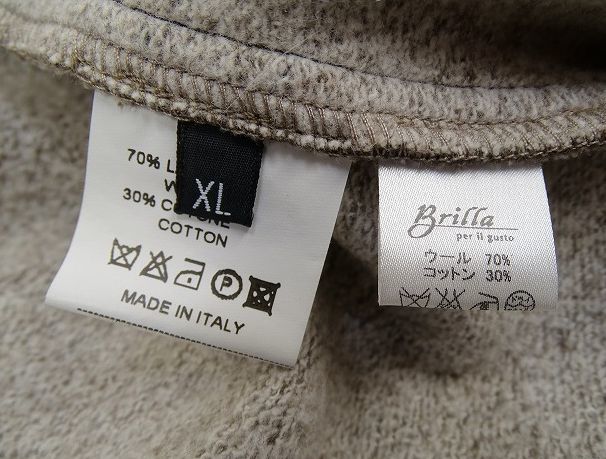 70% L
W
XL
30% CO ONE
COTTON
MADE IN ITALY
Brilla
per il gusto
ウール 70%
コットン 30%